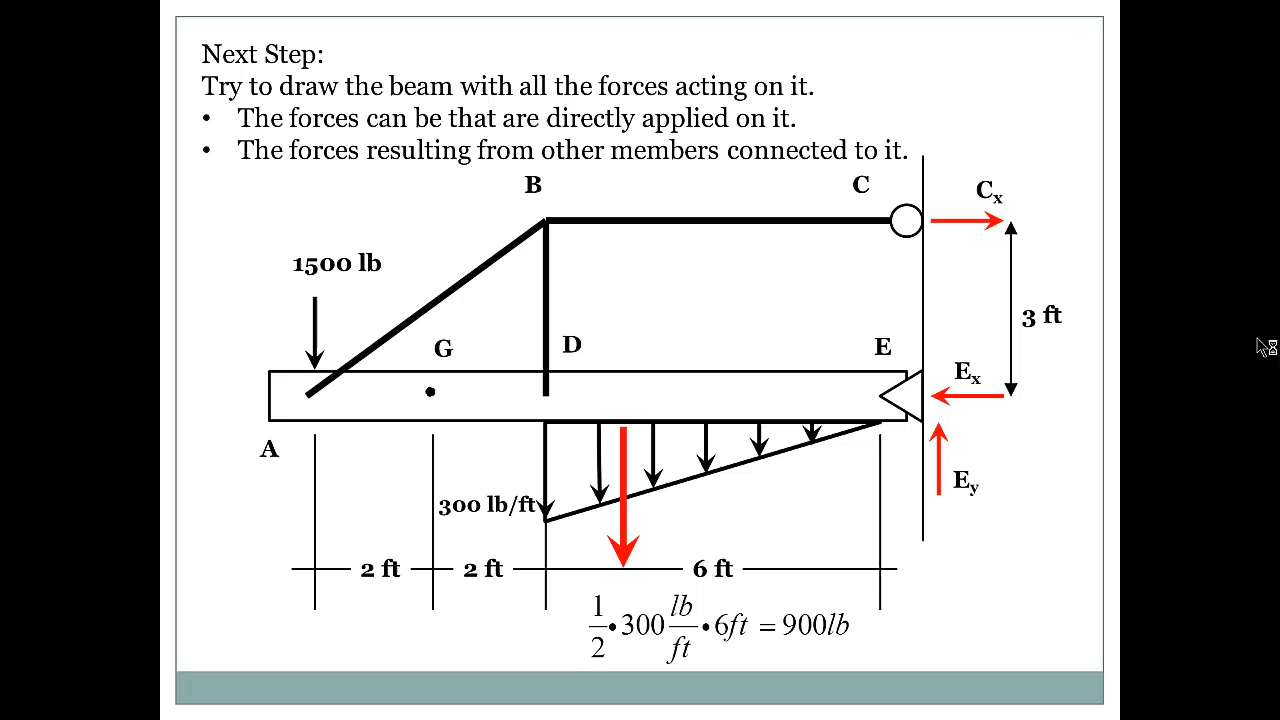 Next Step:
Try to draw the beam with all the forces acting on it.
• The forces can be that are directly applied on it.
• The forces resulting from other members connected to it.
B
C
Cx
1500 lb
3 ft
G
D
E
Ex
A
300 lb/ft
Ey
2 ft
2 ft
6 ft
1/2 • 300 lb/ft • 6ft = 900lb